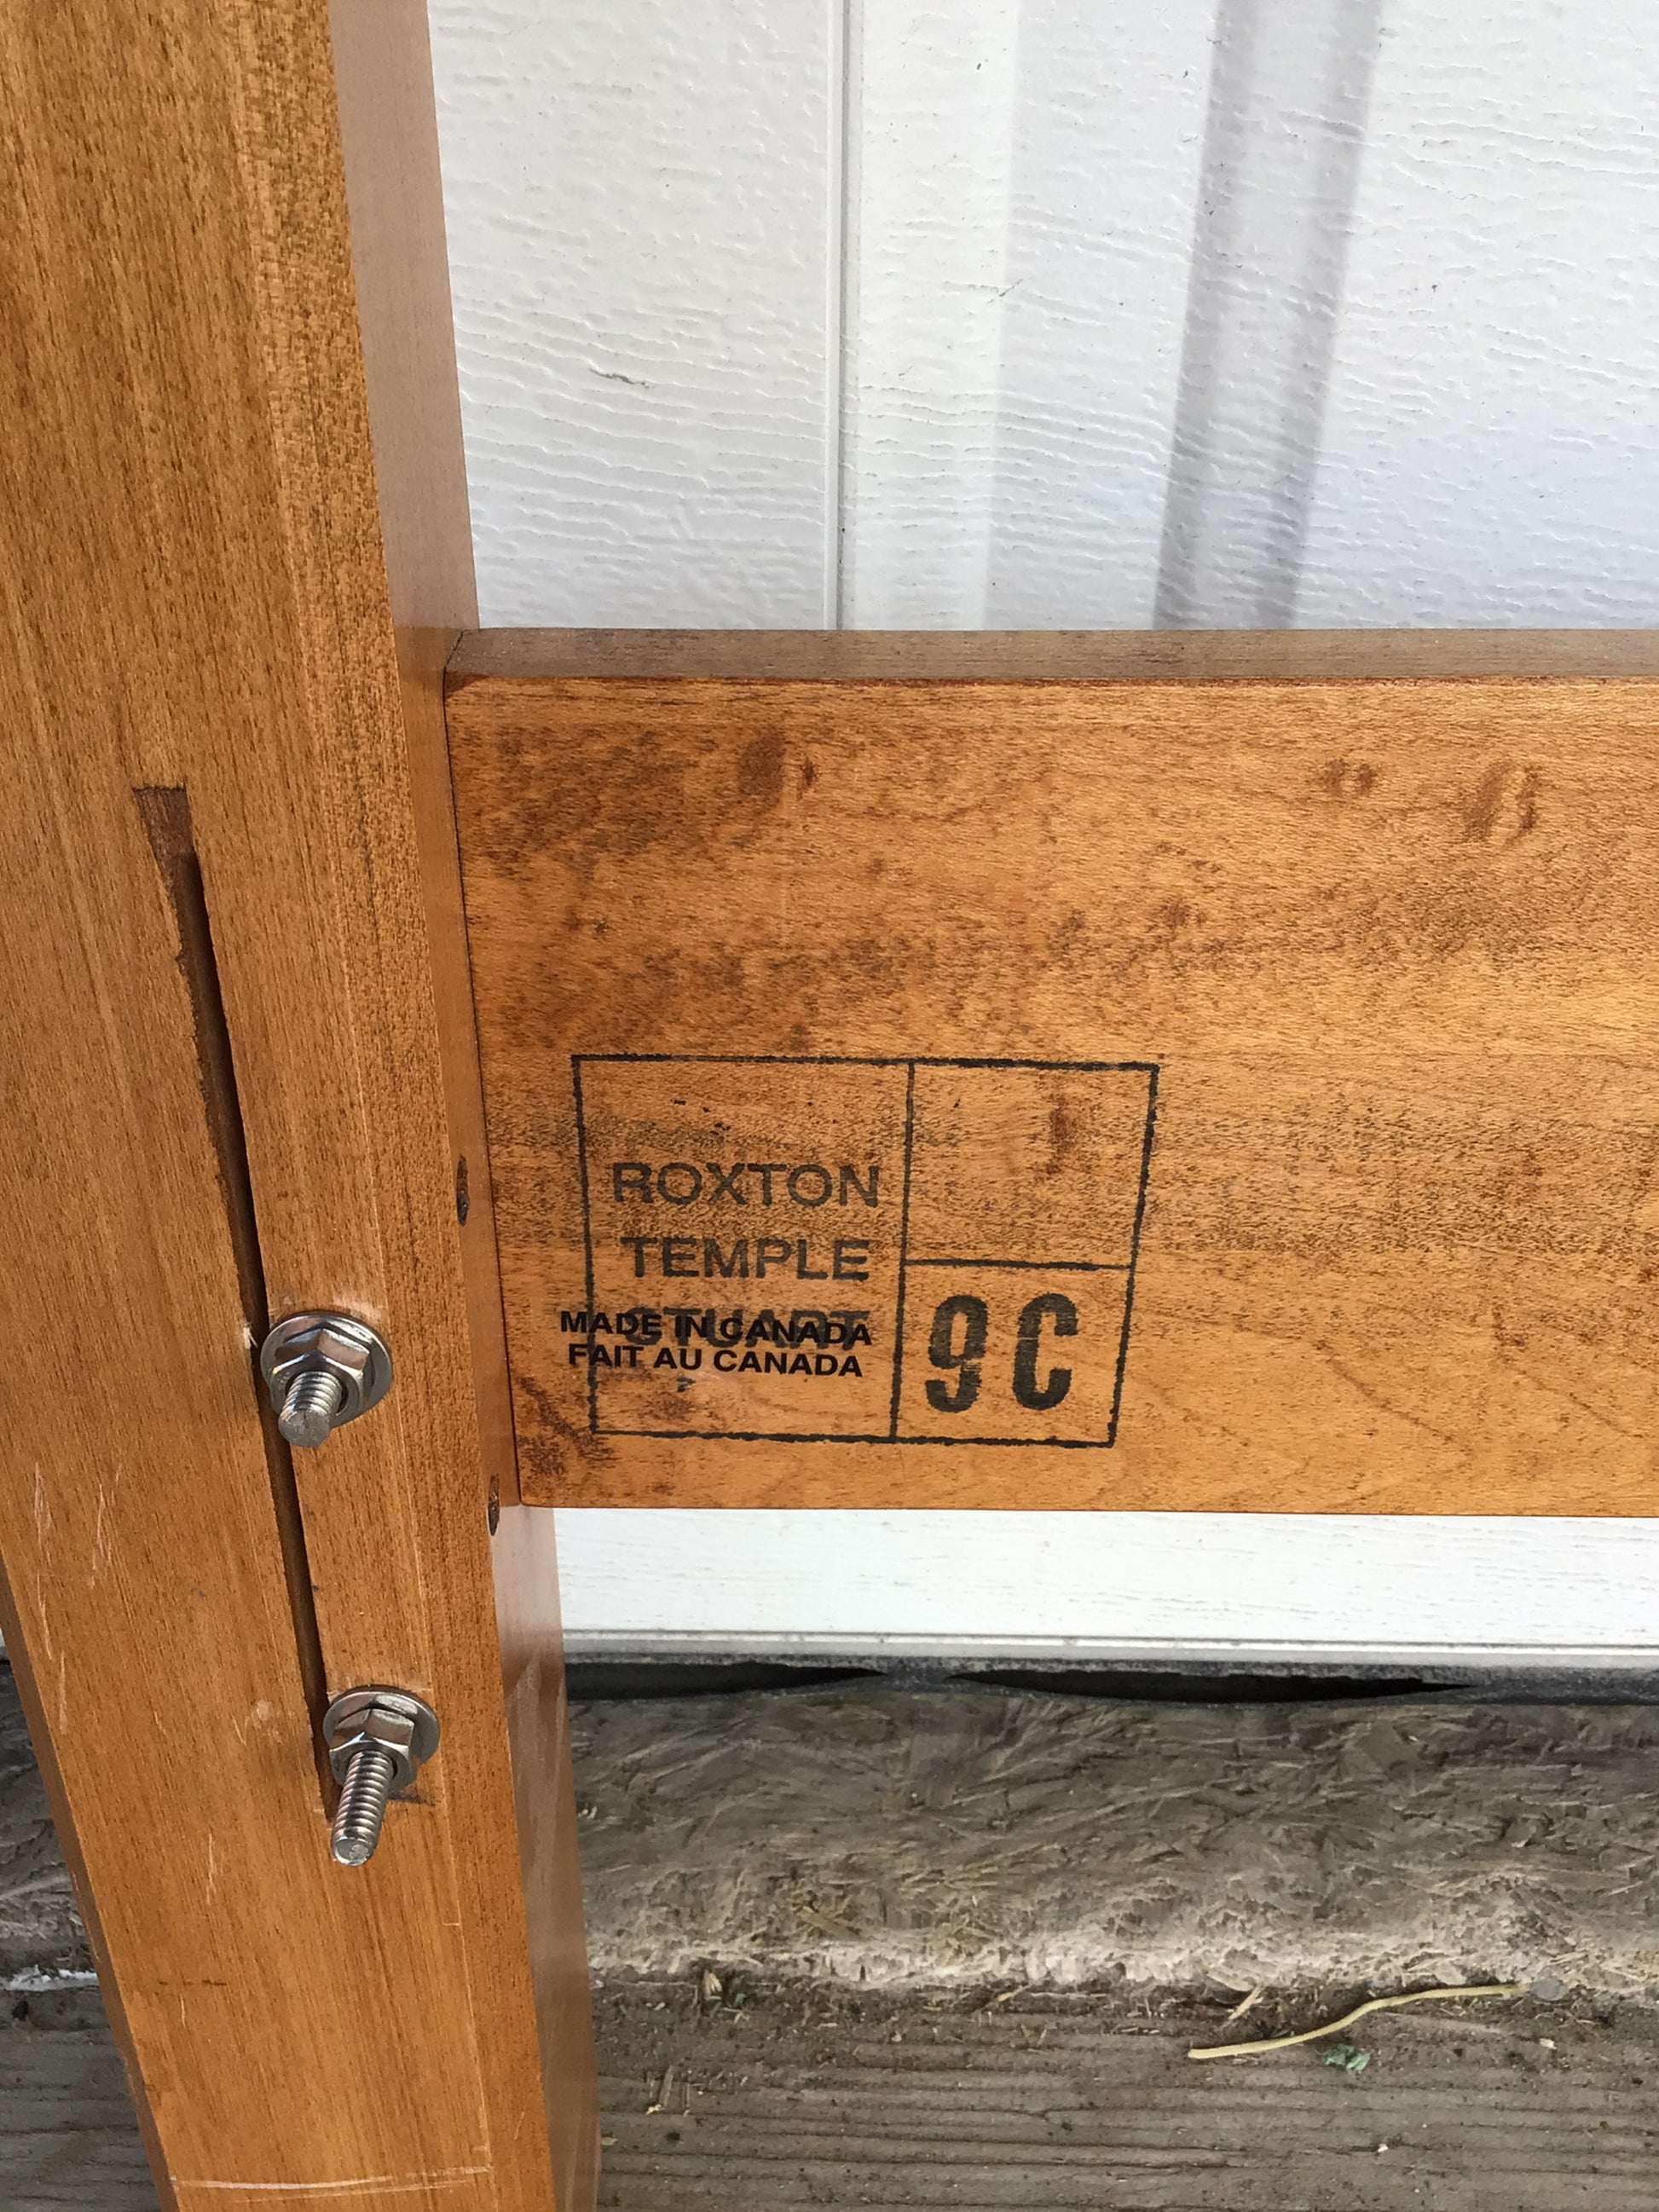 ROXTON
TEMPLE
STUART
MADE IN CANADA
FAIT AU CANADA
9C